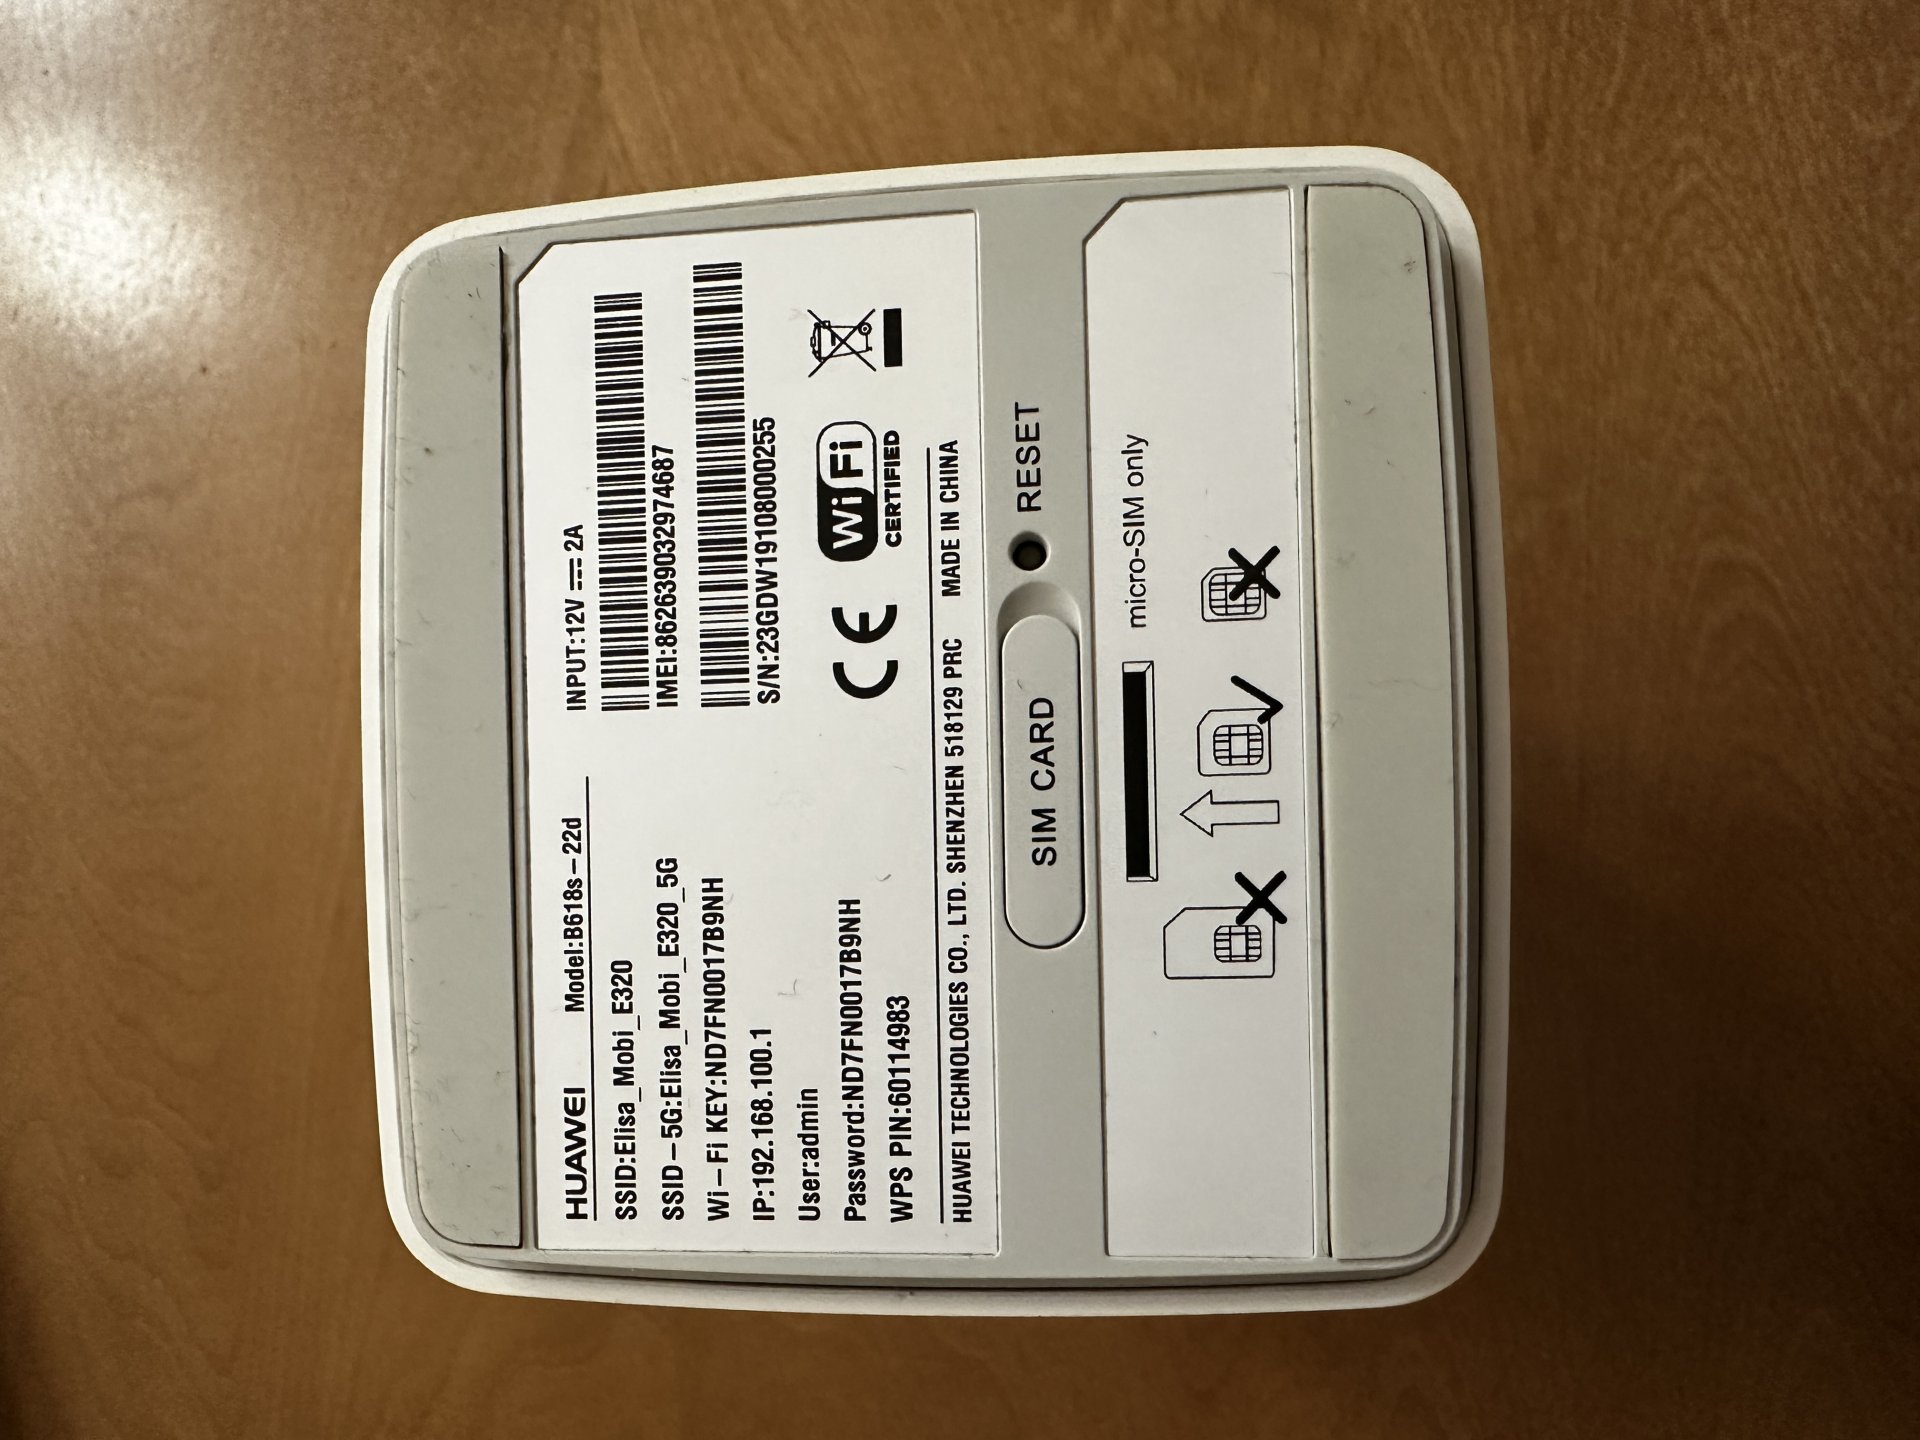 HUAWEI Model:B618s-22d
SSID:Elisa_Mobi_E320
SSID-5G:Elisa_Mobi_E320_5G
Wi-Fi KEY:ND7FN0017B9NH
IP:192.168.100.1
User:admin
Password:ND7FN0017B9NH
WPS PIN:60114983
INPUT:12V ⎓ 2A
IMEI:862639032974687
S/N:23GDW19108000255
CE
Wi Fi
CERTIFIED
HUAWEI TECHNOLOGIES CO., LTD. SHENZHEN 518129 PRC MADE IN CHINA
SIM CARD
RESET
micro-SIM only